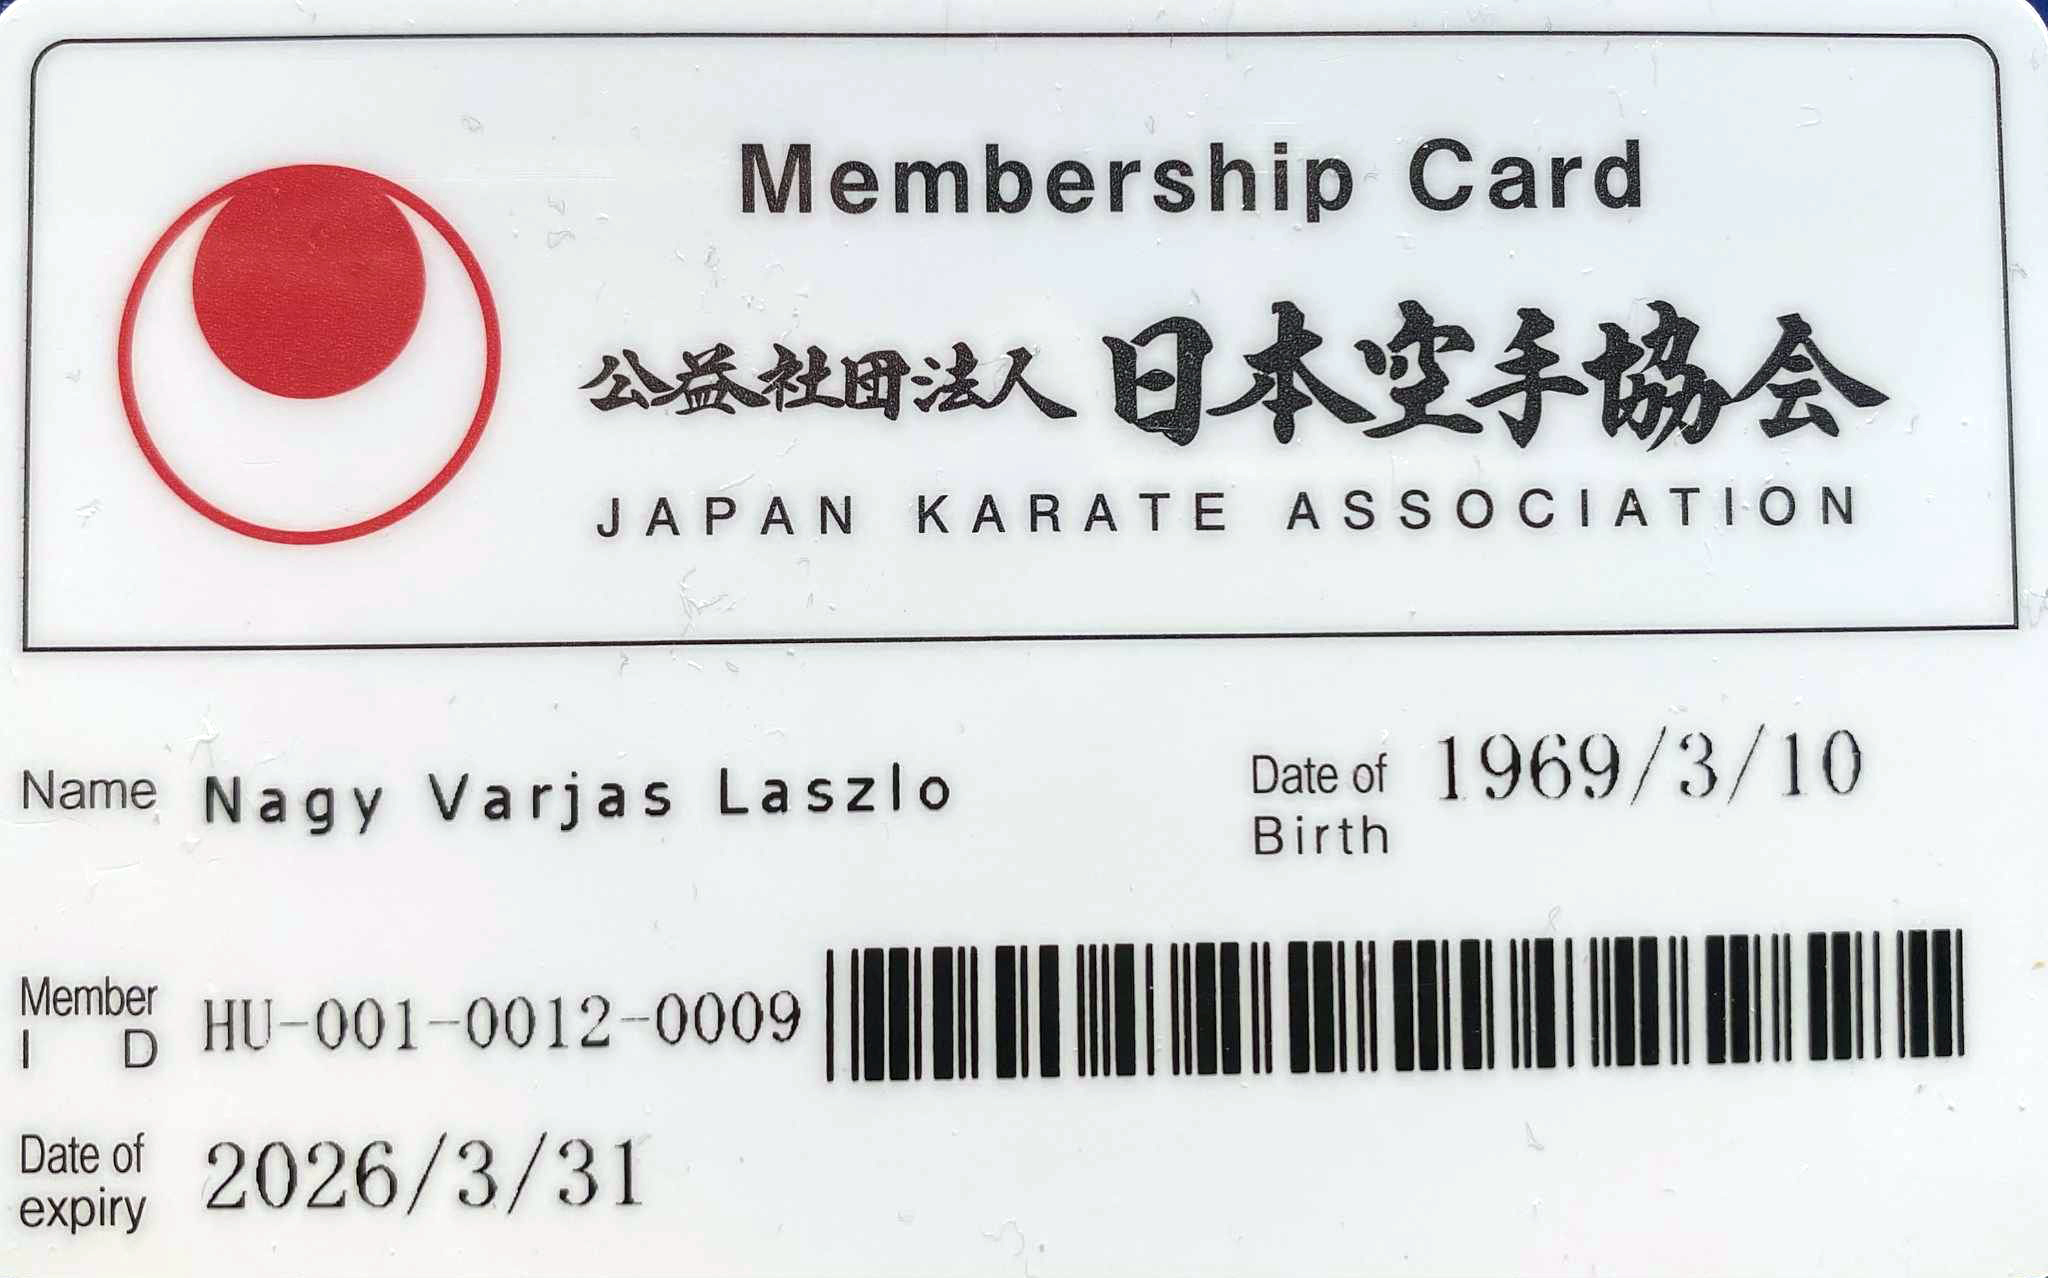 Membership Card
公益社団法人 日本空手協会
JAPAN KARATE ASSOCIATION
Name Nagy Varjas Laszlo
Date of Birth 1969/3/10
Member ID HU-001-0012-0009
Date of expiry 2026/3/31